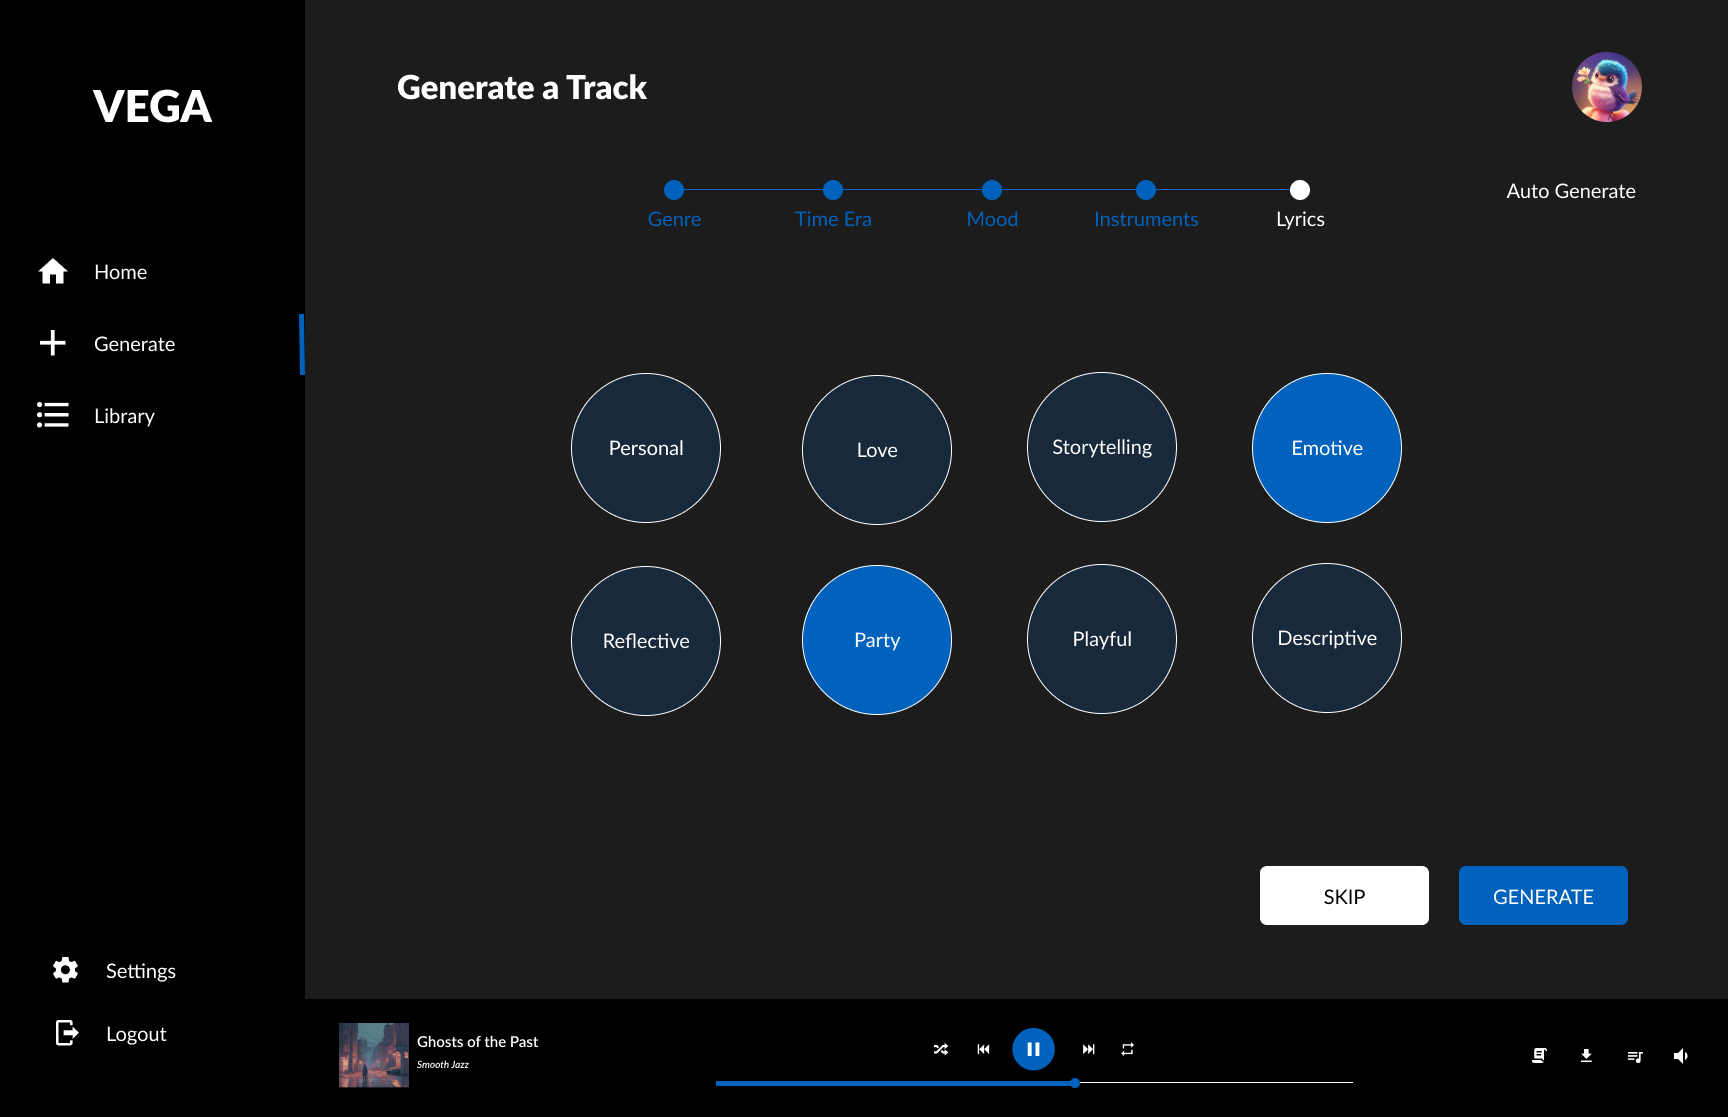 VEGA
Home
Generate
Library
Settings
Logout
Generate a Track
Genre
Time Era
Mood
Instruments
Lyrics
Auto Generate
Personal
Love
Storytelling
Emotive
Reflective
Party
Playful
Descriptive
SKIP
GENERATE
Ghosts of the Past
Smooth Jazz